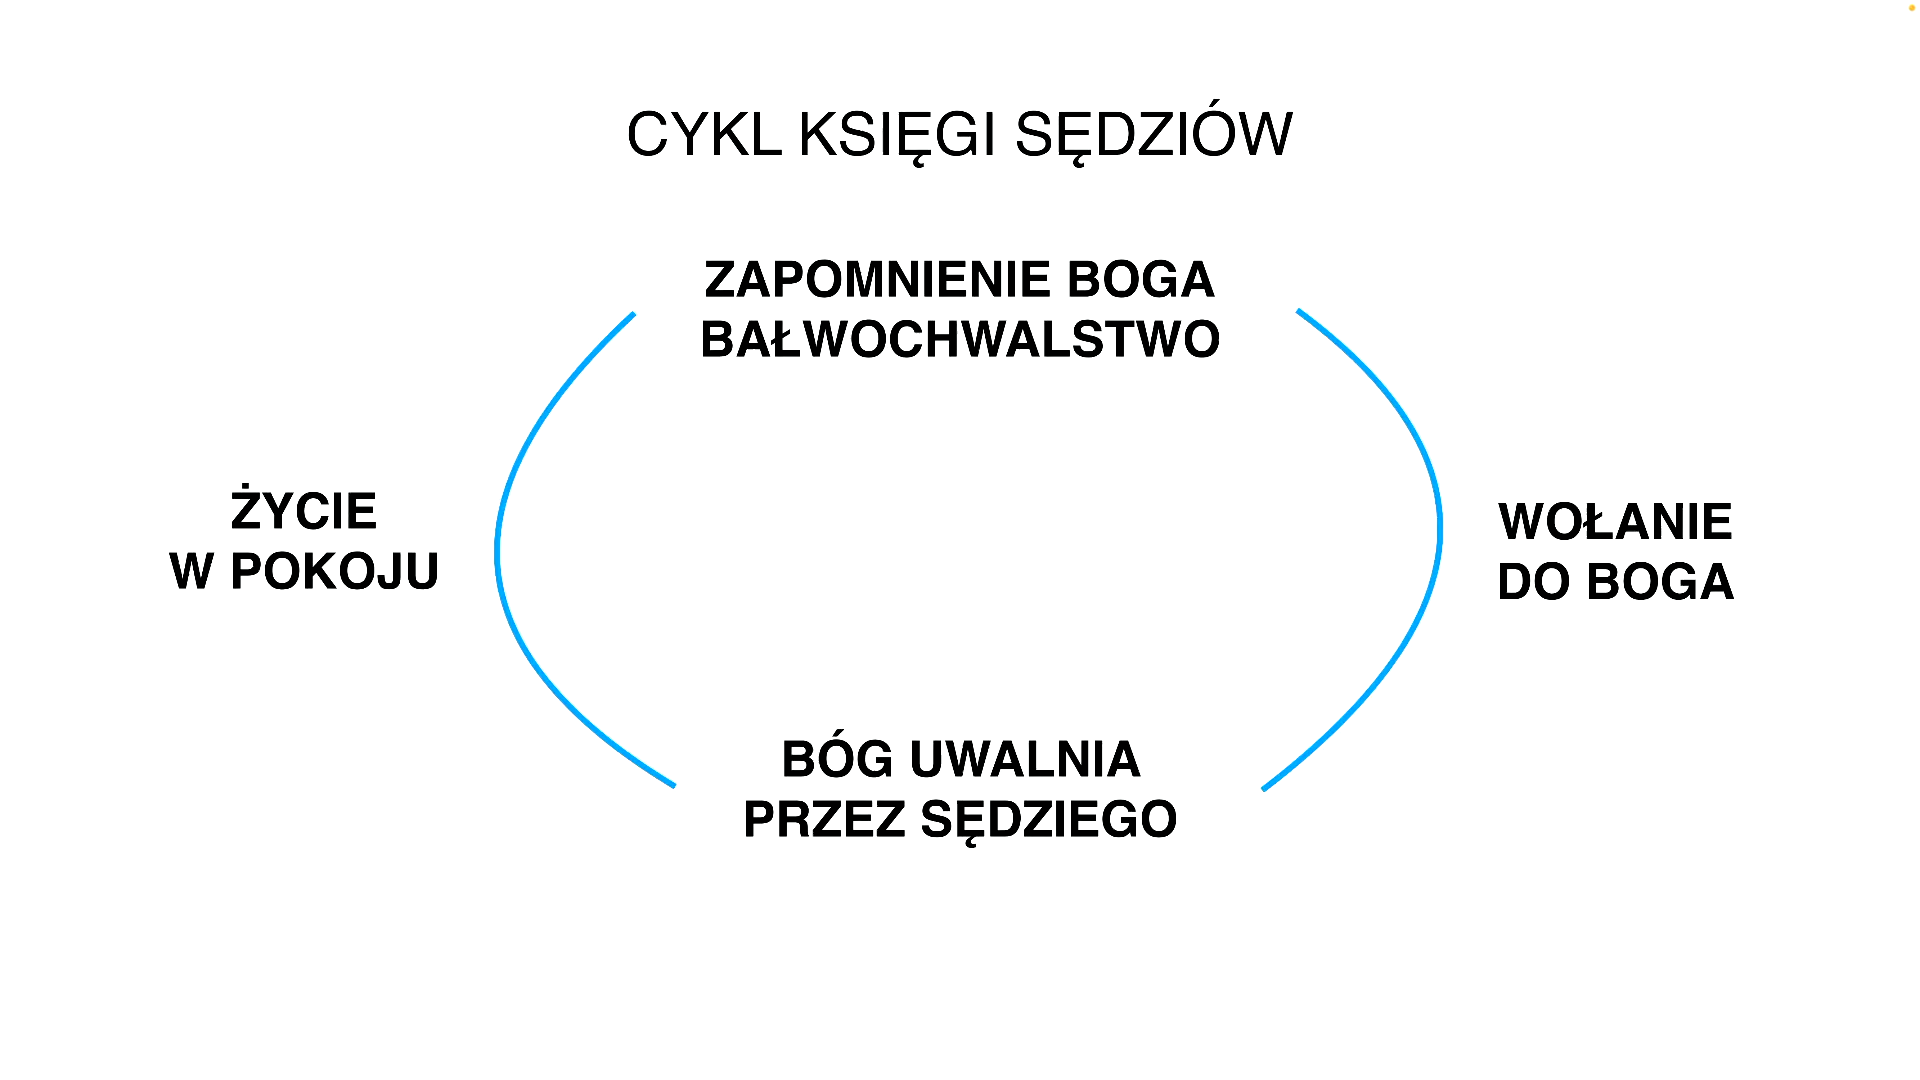 CYKL KSIĘGI SĘDZIÓW
ZAPOMNIENIE BOGA
BAŁWOCHWALSTWO
ŻYCIE
W POKOJU
WOŁANIE
DO BOGA
BÓG UWALNIA
PRZEZ SĘDZIEGO